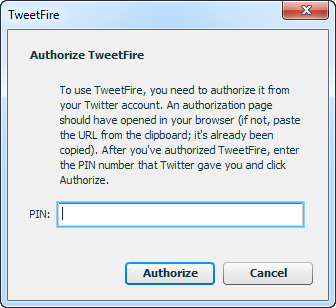 TweetFire
Authorize TweetFire
To use TweetFire, you need to authorize it from
your Twitter account. An authorization page
should have opened in your browser (if not, paste
the URL from the clipboard; it's already been
copied). After you've authorized TweetFire, enter
the PIN number that Twitter gave you and click
Authorize.
PIN:
Authorize
Cancel